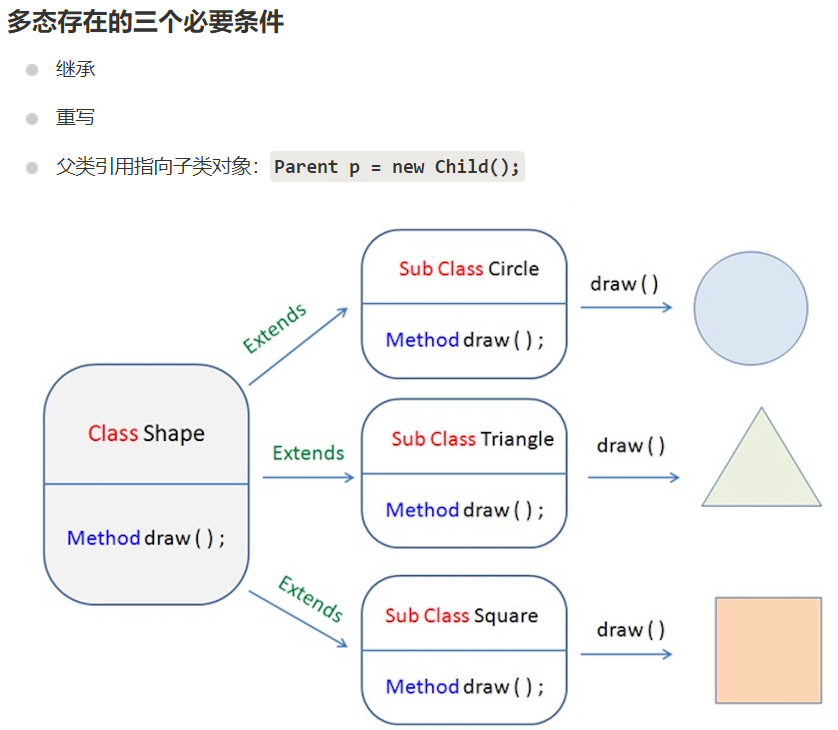 多态存在的三个必要条件
继承
重写
父类引用指向子类对象：Parent p = new Child();
Sub Class Circle
Method draw();
draw()
Extends
Class Shape
Method draw();
Extends
Sub Class Triangle
Method draw();
draw()
Extends
Sub Class Square
Method draw();
draw()